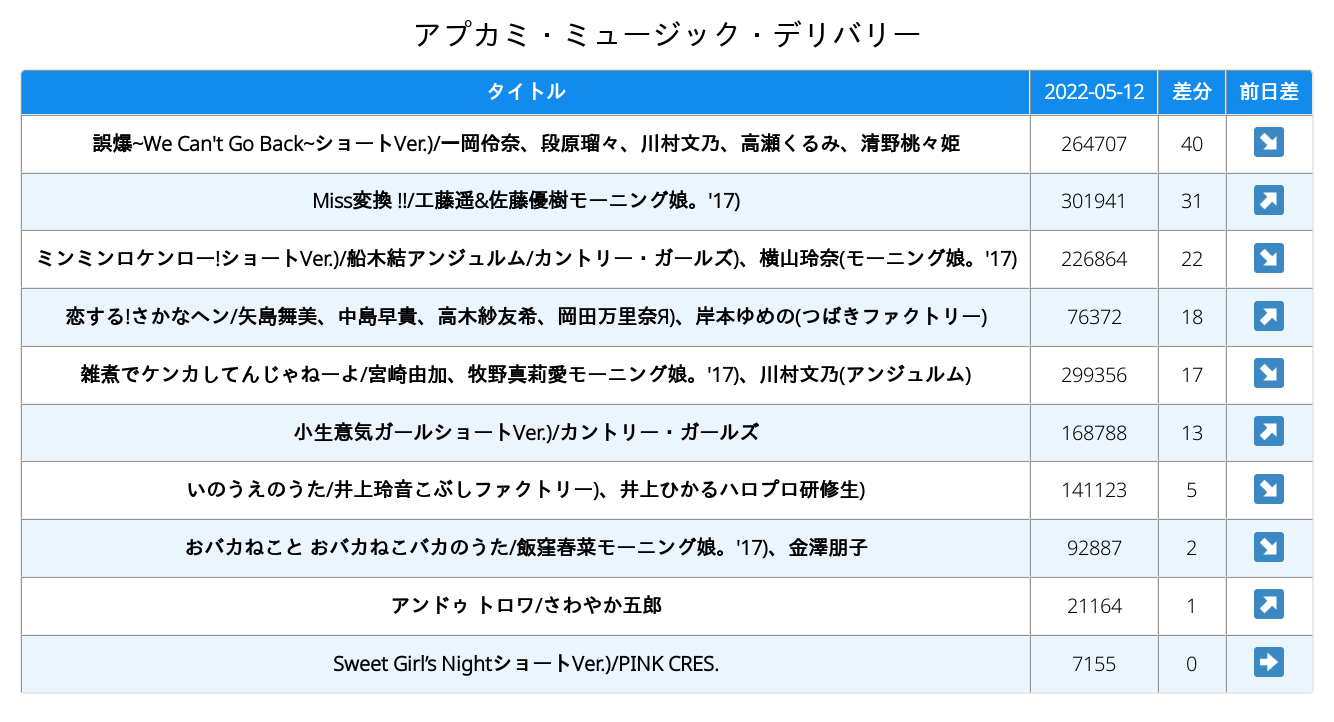 アプカミ・ミュージック・デリバリー
タイトル 2022-05-12 差分 前日差
誤爆~We Can't Go Back~ショートVer.)/一岡伶奈、段原瑠々、川村文乃、高瀬くるみ、清野桃々姫 264707 40
Miss変換 !!/工藤遥&佐藤優樹モーニング娘。'17) 301941 31
ミンミンロケンロー!ショートVer.)/船木結アンジュルム/カントリー・ガールズ)、横山玲奈(モーニング娘。'17) 226864 22
恋する!さかなヘン/矢島舞美、中島早貴、高木紗友希、岡田万里奈Я)、岸本ゆめの(つばきファクトリー) 76372 18
雑煮でケンカしてんじゃねーよ/宮崎由加、牧野真莉愛モーニング娘。'17)、川村文乃(アンジュルム) 299356 17
小生意気ガールショートVer.)/カントリー・ガールズ 168788 13
いのうえのうた/井上玲音こぶしファクトリー)、井上ひかるハロプロ研修生) 141123 5
おバカねこと おバカねこバカのうた/飯窪春菜モーニング娘。'17)、金澤朋子 92887 2
アンドゥ トロワ/さわやか五郎 21164 1
Sweet Girl’s NightショートVer.)/PINK CRES. 7155 0